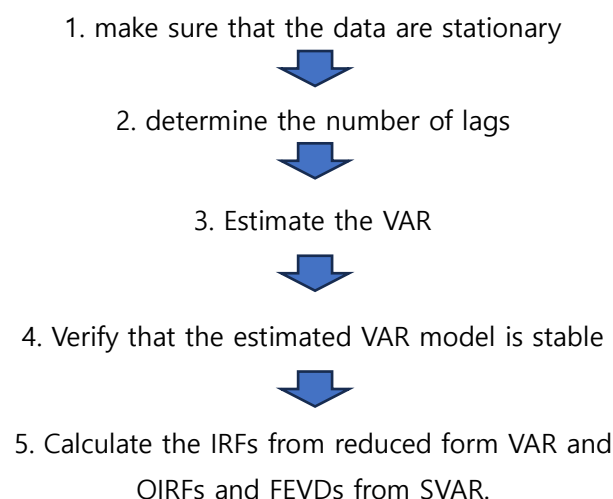 1. make sure that the data are stationary
2. determine the number of lags
3. Estimate the VAR
4. Verify that the estimated VAR model is stable
5. Calculate the IRFs from reduced form VAR and
OIRFs and FEVDs from SVAR.